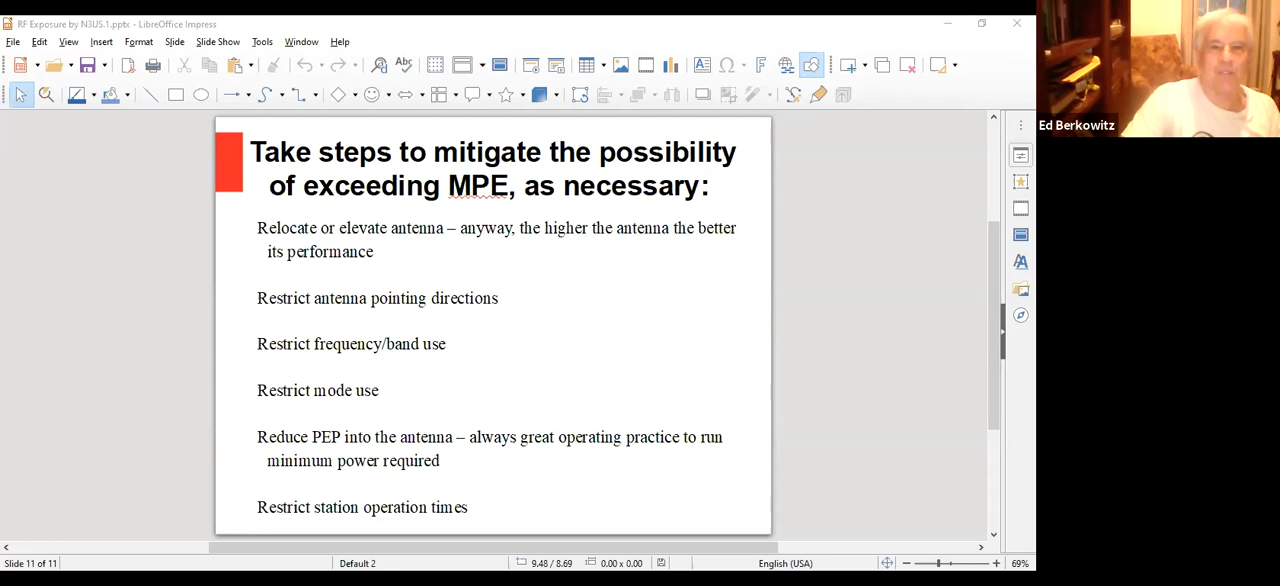 RF Exposure by N3US.1.pptx - LibreOffice Impress
File Edit View Insert Format Slide Slide Show Tools Window Help
Ed Berkowitz
Take steps to mitigate the possibility
of exceeding MPE, as necessary:
Relocate or elevate antenna – anyway, the higher the antenna the better
its performance
Restrict antenna pointing directions
Restrict frequency/band use
Restrict mode use
Reduce PEP into the antenna – always great operating practice to run
minimum power required
Restrict station operation times
Slide 11 of 11 Default 2 9.48 / 8.69 0.00 x 0.00 English (USA) 69%